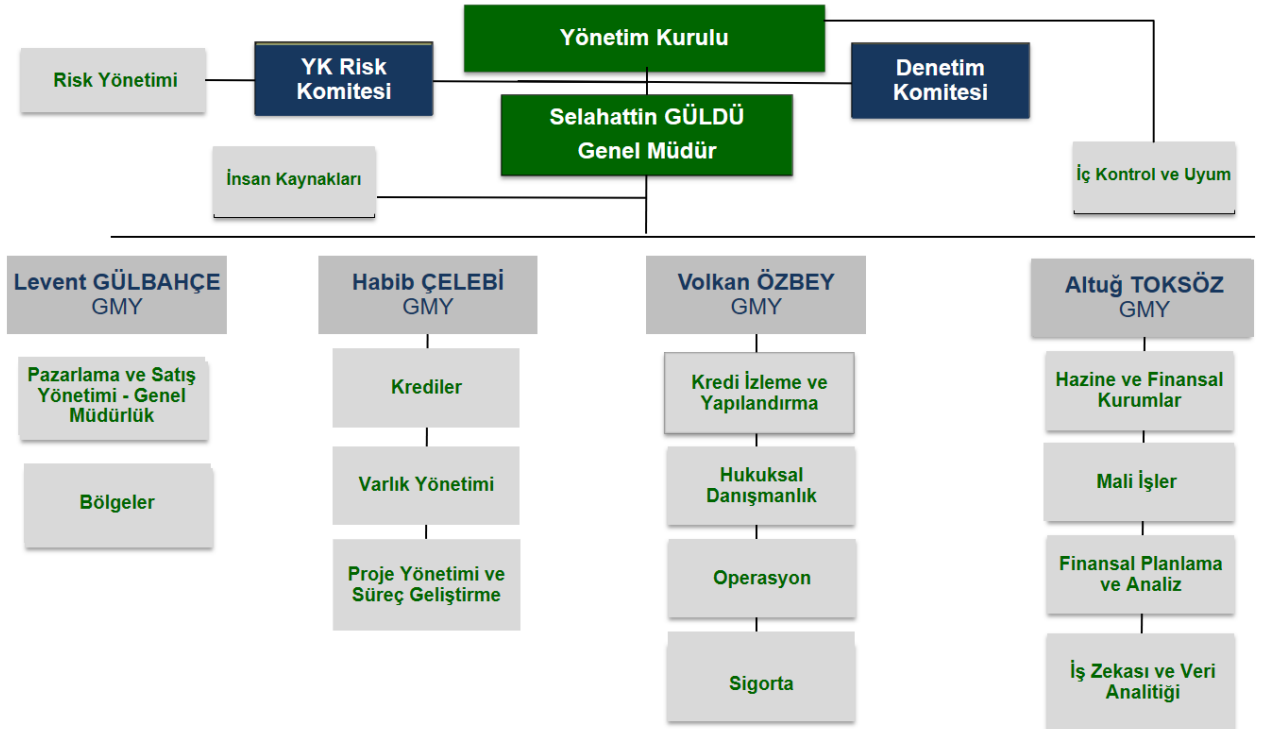 Yönetim Kurulu
Risk Yönetimi
YK Risk
Komitesi
Denetim
Komitesi
Selahattin GÜLDÜ
Genel Müdür
İnsan Kaynakları
İç Kontrol ve Uyum
Levent GÜLBAHÇE
GMY
Pazarlama ve Satış
Yönetimi - Genel
Müdürlük
Bölgeler
Habib ÇELEBİ
GMY
Krediler
Varlık Yönetimi
Proje Yönetimi ve
Süreç Geliştirme
Volkan ÖZBEY
GMY
Kredi İzleme ve
Yapılandırma
Hukuksal
Danışmanlık
Operasyon
Sigorta
Altuğ TOKSÖZ
GMY
Hazine ve Finansal
Kurumlar
Mali İşler
Finansal Planlama
ve Analiz
İş Zekası ve Veri
Analitiği